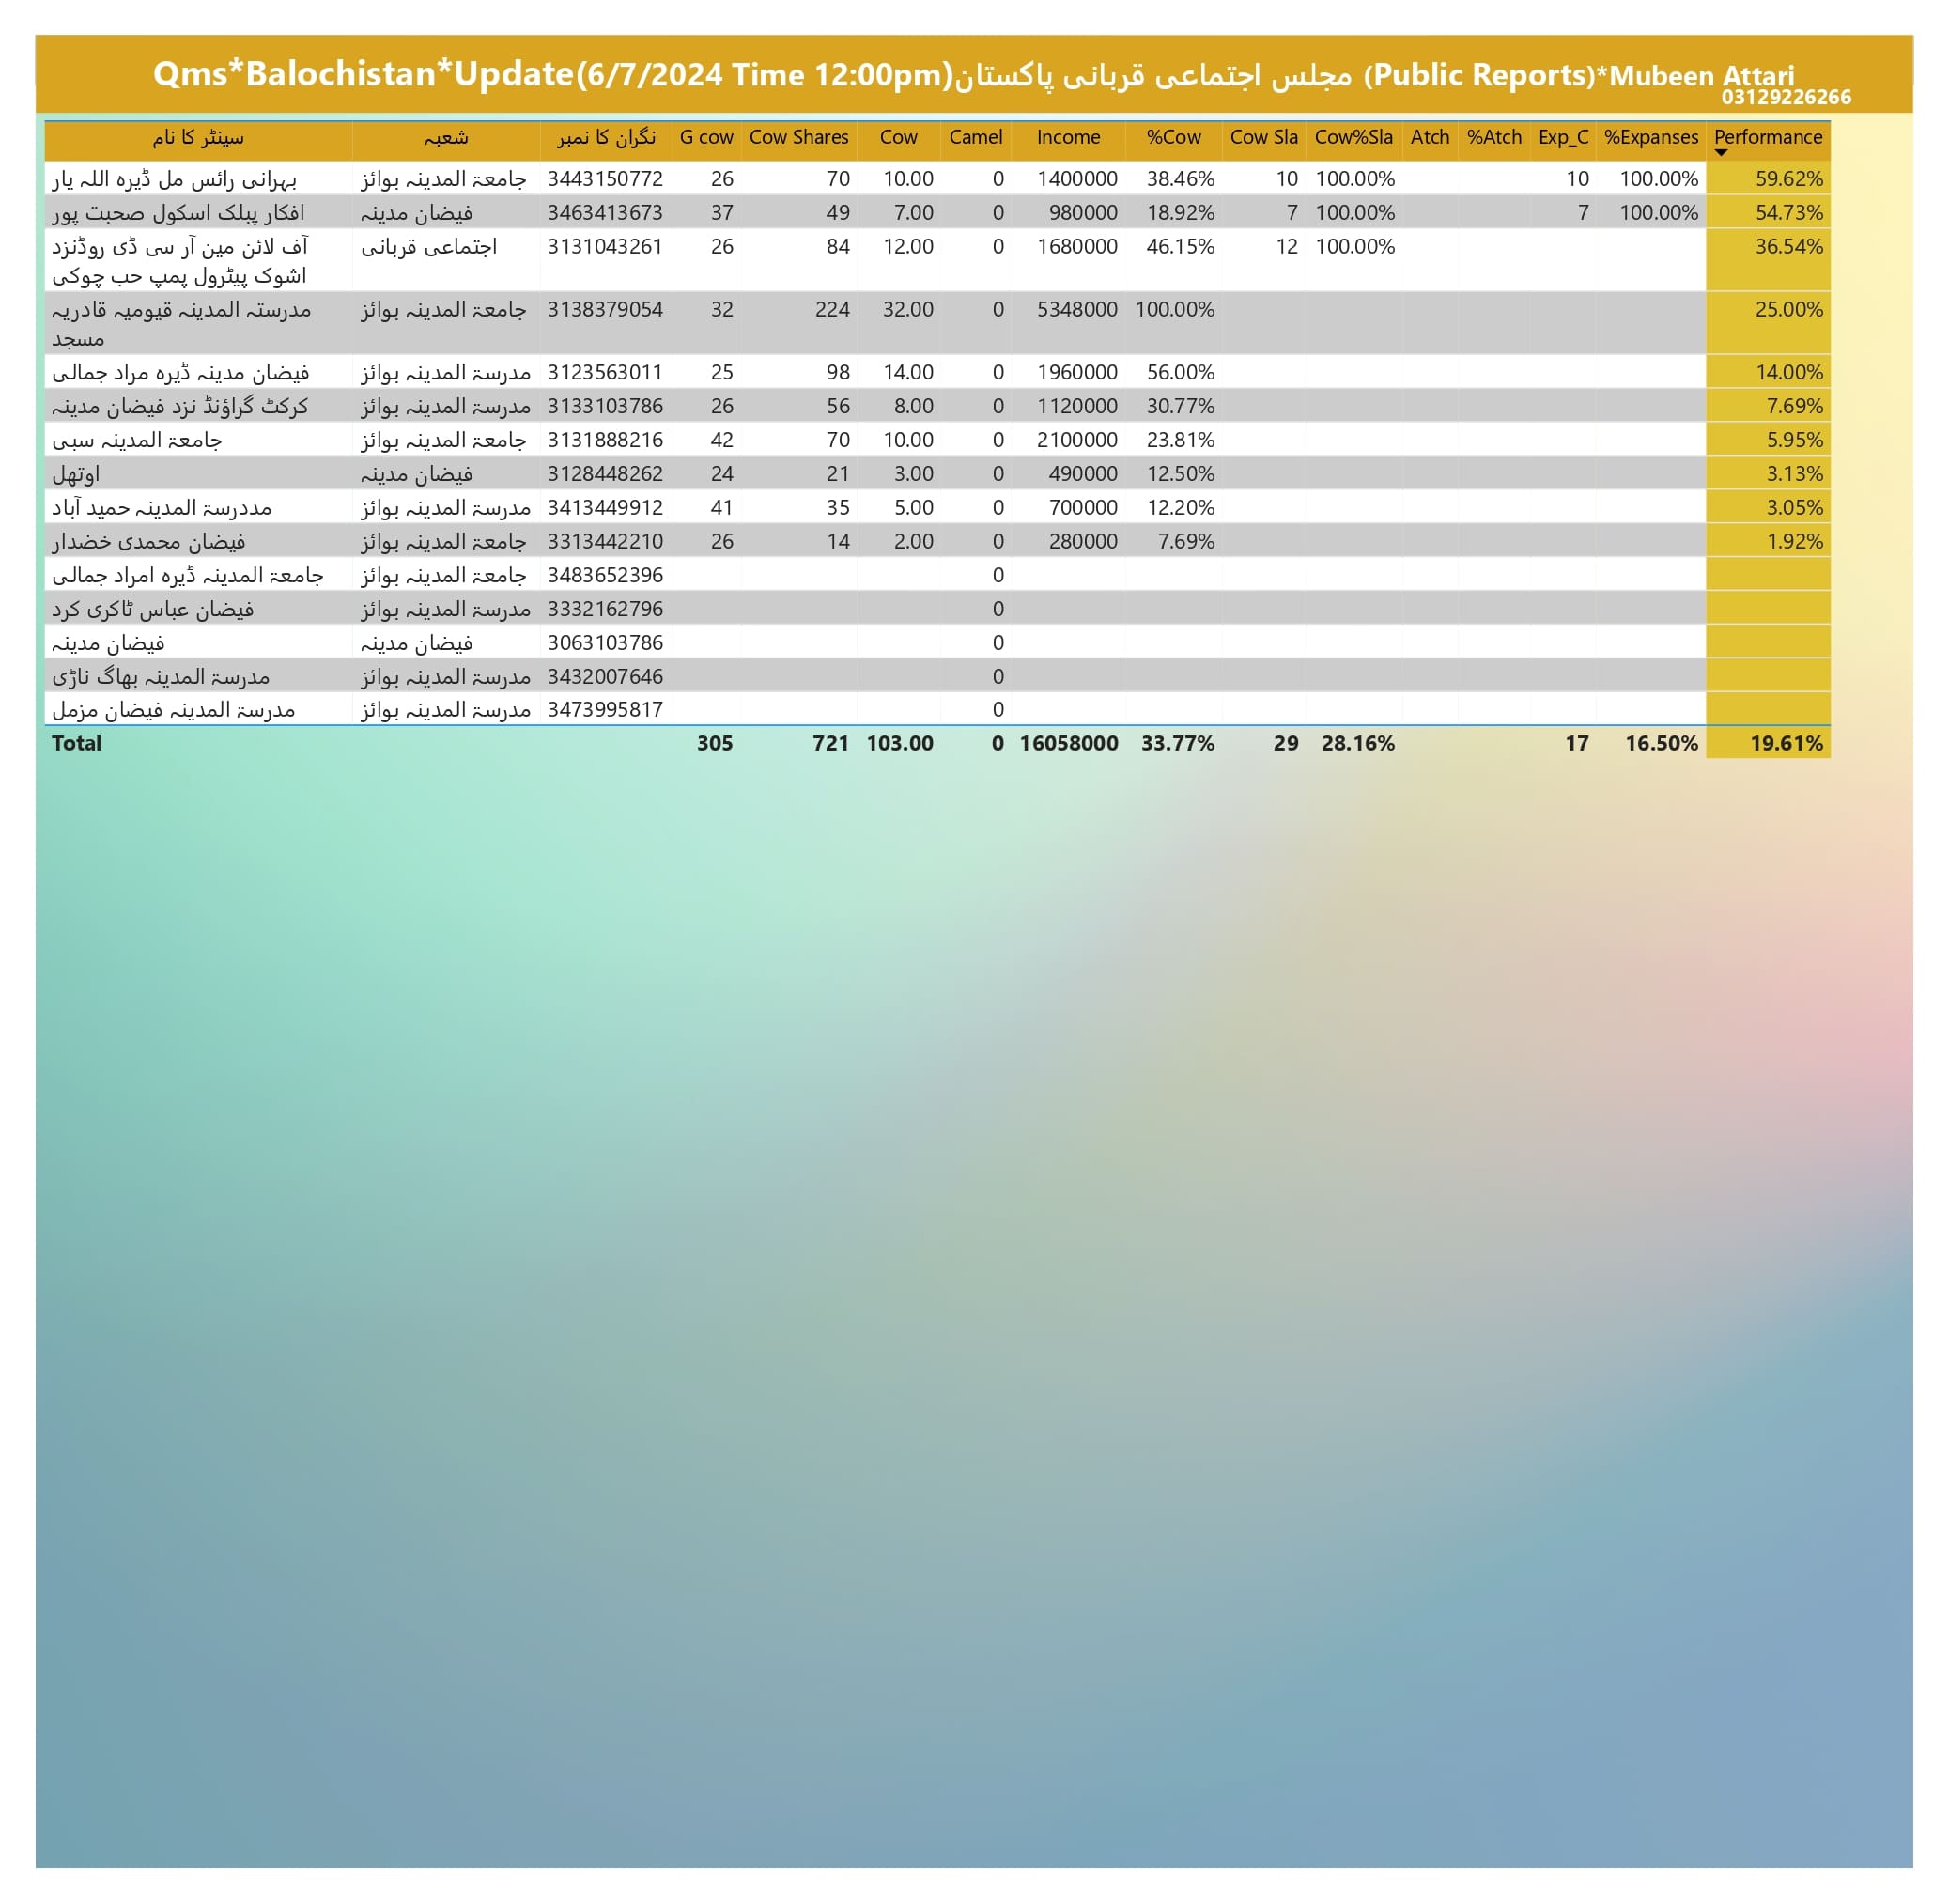 Qms*Balochistan*Update(6/7/2024 Time 12:00pm)مجلس اجتماعی قربانی پاکستان (Public Reports)*Mubeen Attari
03129226266
سینٹر کا نام شعبہ نگران کا نمبر G cow Cow Shares Cow Camel Income %Cow Cow Sla Cow%Sla Atch %Atch Exp_C %Expanses Performance
بہرانی رائس مل ڈیرہ اللہ یار جامعۃ المدینہ بوائز 3443150772 26 70 10.00 0 1400000 38.46% 10 100.00% 10 100.00% 59.62%
افکار پبلک اسکول صحبت پور فیضان مدینہ 3463413673 37 49 7.00 0 980000 18.92% 7 100.00% 7 100.00% 54.73%
آف لائن مین آر سی ڈی روڈنزد اجتماعی قربانی 3131043261 26 84 12.00 0 1680000 46.15% 12 100.00% 36.54%
اشوک پیٹرول پمپ حب چوکی
مدرستہ المدینہ قیومیہ قادریہ جامعۃ المدینہ بوائز 3138379054 32 224 32.00 0 5348000 100.00% 25.00%
مسجد
فیضان مدینہ ڈیرہ مراد جمالی مدرسۃ المدینہ بوائز 3123563011 25 98 14.00 0 1960000 56.00% 14.00%
کرکٹ گراؤنڈ نزد فیضان مدینہ مدرسۃ المدینہ بوائز 3133103786 26 56 8.00 0 1120000 30.77% 7.69%
جامعۃ المدینہ سبی جامعۃ المدینہ بوائز 3131888216 42 70 10.00 0 2100000 23.81% 5.95%
اوتھل فیضان مدینہ 3128448262 24 21 3.00 0 490000 12.50% 3.13%
مددرسۃ المدینہ حمید آباد مدرسۃ المدینہ بوائز 3413449912 41 35 5.00 0 700000 12.20% 3.05%
فیضان محمدی خضدار جامعۃ المدینہ بوائز 3313442210 26 14 2.00 0 280000 7.69% 1.92%
جامعۃ المدینہ ڈیرہ امراد جمالی جامعۃ المدینہ بوائز 3483652396 0
فیضان عباس ٹاکری کرد مدرسۃ المدینہ بوائز 3332162796 0
فیضان مدینہ فیضان مدینہ 3063103786 0
مدرسۃ المدینہ بھاگ ناڑی مدرسۃ المدینہ بوائز 3432007646 0
مدرسۃ المدینہ فیضان مزمل مدرسۃ المدینہ بوائز 3473995817 0
Total 305 721 103.00 0 16058000 33.77% 29 28.16% 17 16.50% 19.61%